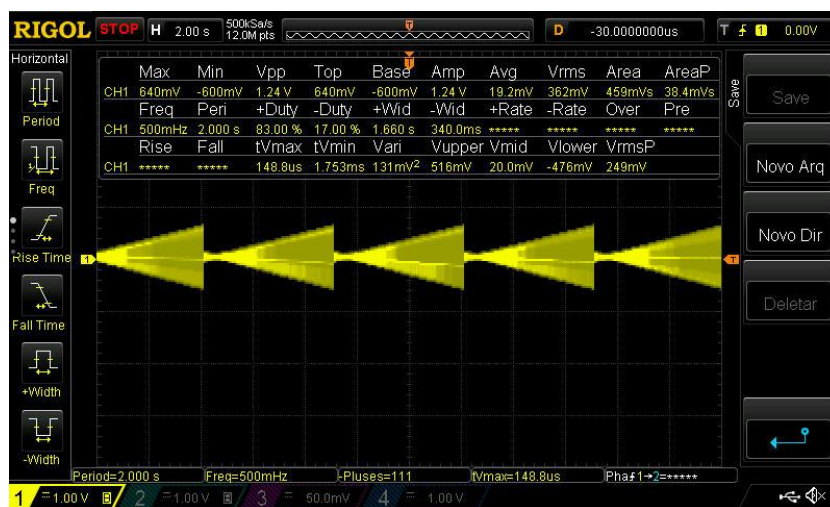 RIGOL STOP H 2.00 s 500kSa/s 12.0M pts D -30.0000000us T 1 0.00V
Horizontal
Period
Freq
Rise Time
Fall Time
+Width
-Width
Max Min Vpp Top Base Amp Avg Vrms Area AreaP
CH1 640mV -600mV 1.24 V 640mV -600mV 1.24 V 19.2mV 362mV 459mVs 38.4mVs
Freq Peri +Duty -Duty +Wid -Wid +Rate -Rate Over Pre
CH1 500mHz 2.000 s 83.00 % 17.00 % 1.660 s 340.0ms ***** ***** ***** *****
Rise Fall tVmax tVmin Vari Vupper Vmid Vlower VrmsP
CH1 ***** ***** 148.8us 1.753ms 131mV² 516mV 20.0mV -476mV 249mV
T
1
T
Save
Save
Novo Arq
Novo Dir
Deletar
Period=2.000 s Freq=500mHz -Pluses=111 tVmax=148.8us Pha 1→2=*****
1 =1.00 V B 2 =1.00 V B 3 = 50.0mV 4 = 1.00 V